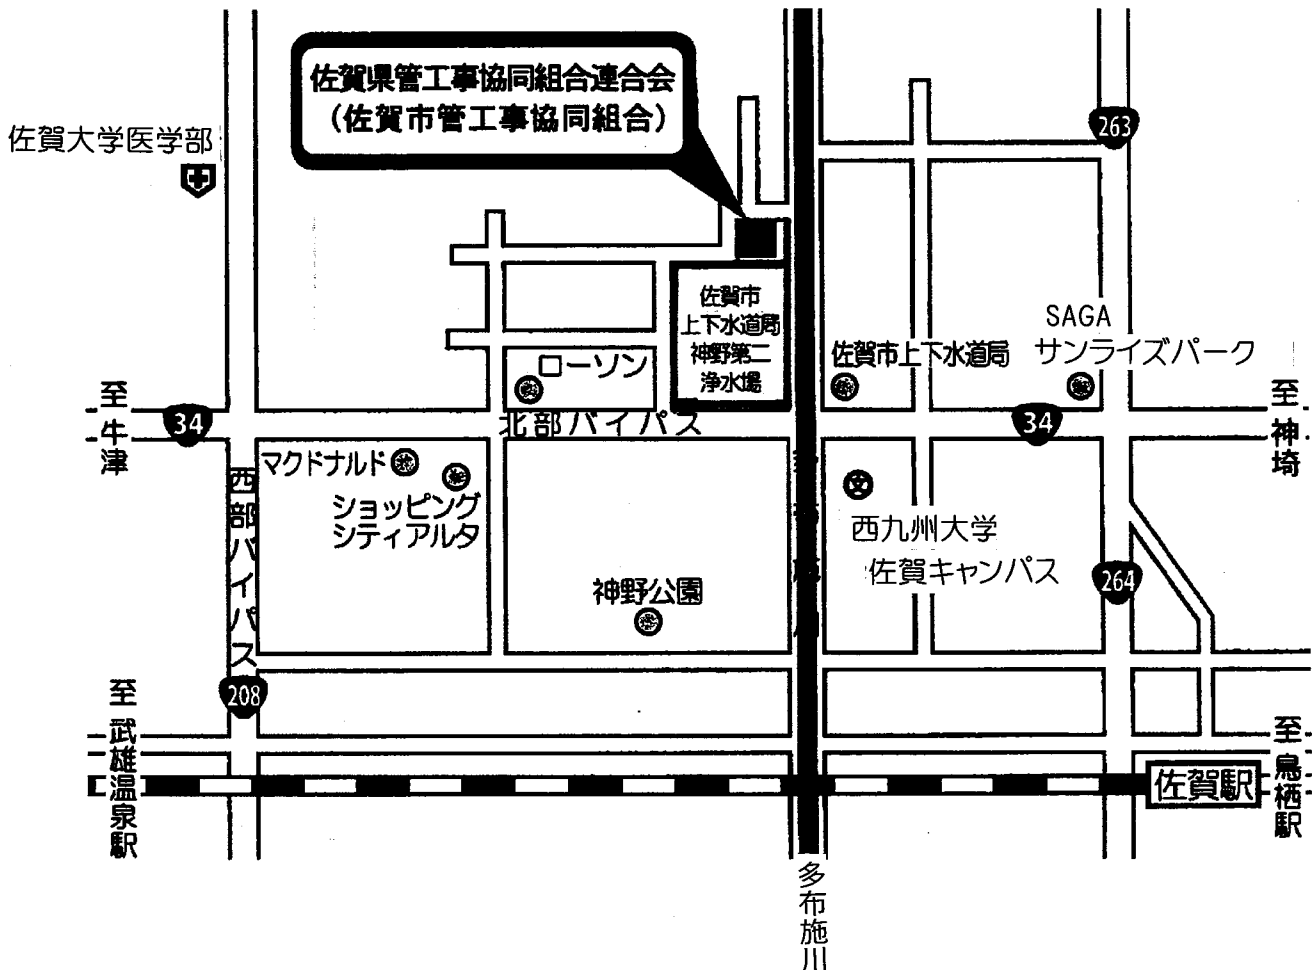 佐賀県管工事協同組合連合会
（佐賀市管工事協同組合）
263
佐賀大学医学部
佐賀市
上下水道局
神野第二
浄水場
SAGA
サンライズパーク
佐賀市上下水道局
ローソン
至牛津
34
北部バイパス
34
至神埼
マクドナルド
ショッピング
シティアルタ
西部バイパス
西九州大学
佐賀キャンパス
264
神野公園
208
至武雄温泉駅
佐賀駅
至鳥栖駅
多布施川